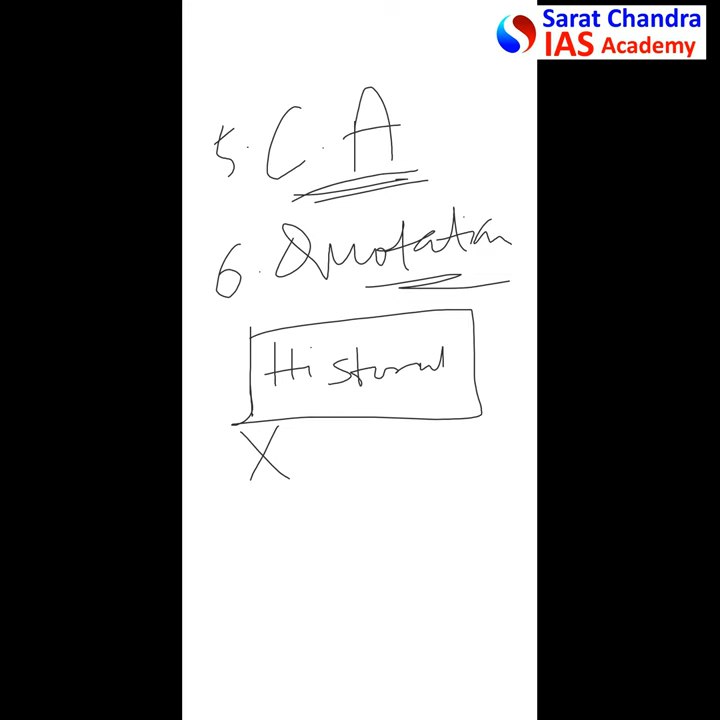 Sarat Chandra
IAS Academy
5. C.A
6. Quotation
Historical
X